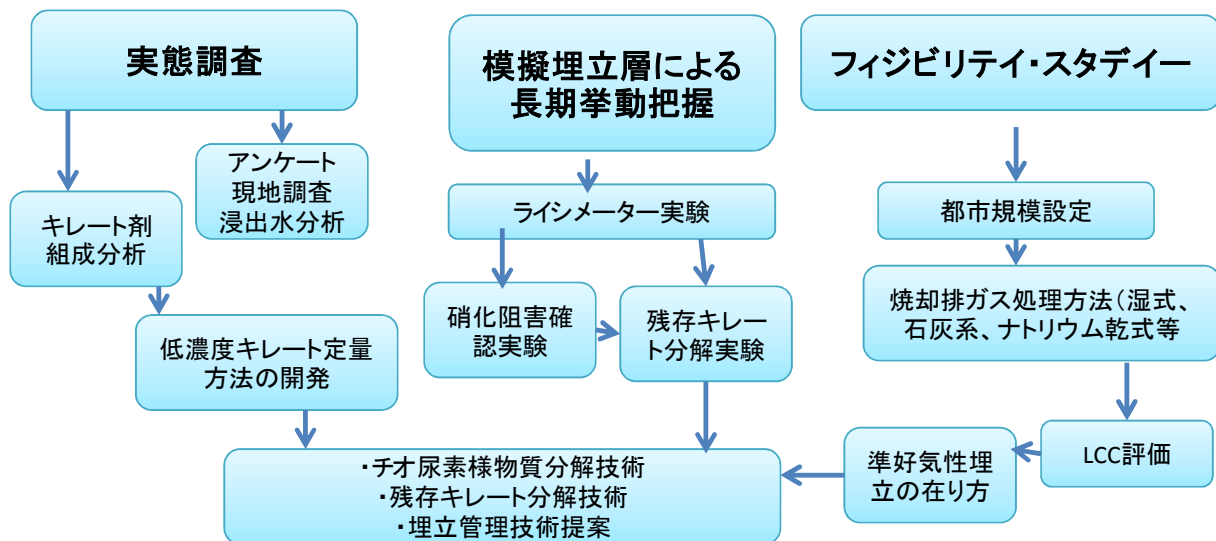 実態調査
模擬埋立層による
長期挙動把握
フィジビリテイ・スタデイー
アンケート
現地調査
浸出水分析
キレート剤
組成分析
ライシメーター実験
都市規模設定
硝化阻害確
認実験
残存キレー
ト分解実験
焼却排ガス処理方法（湿式、
石灰系、ナトリウム乾式等
低濃度キレート定量
方法の開発
・チオ尿素様物質分解技術
・残存キレート分解技術
・埋立管理技術提案
準好気性埋
立の在り方
LCC評価